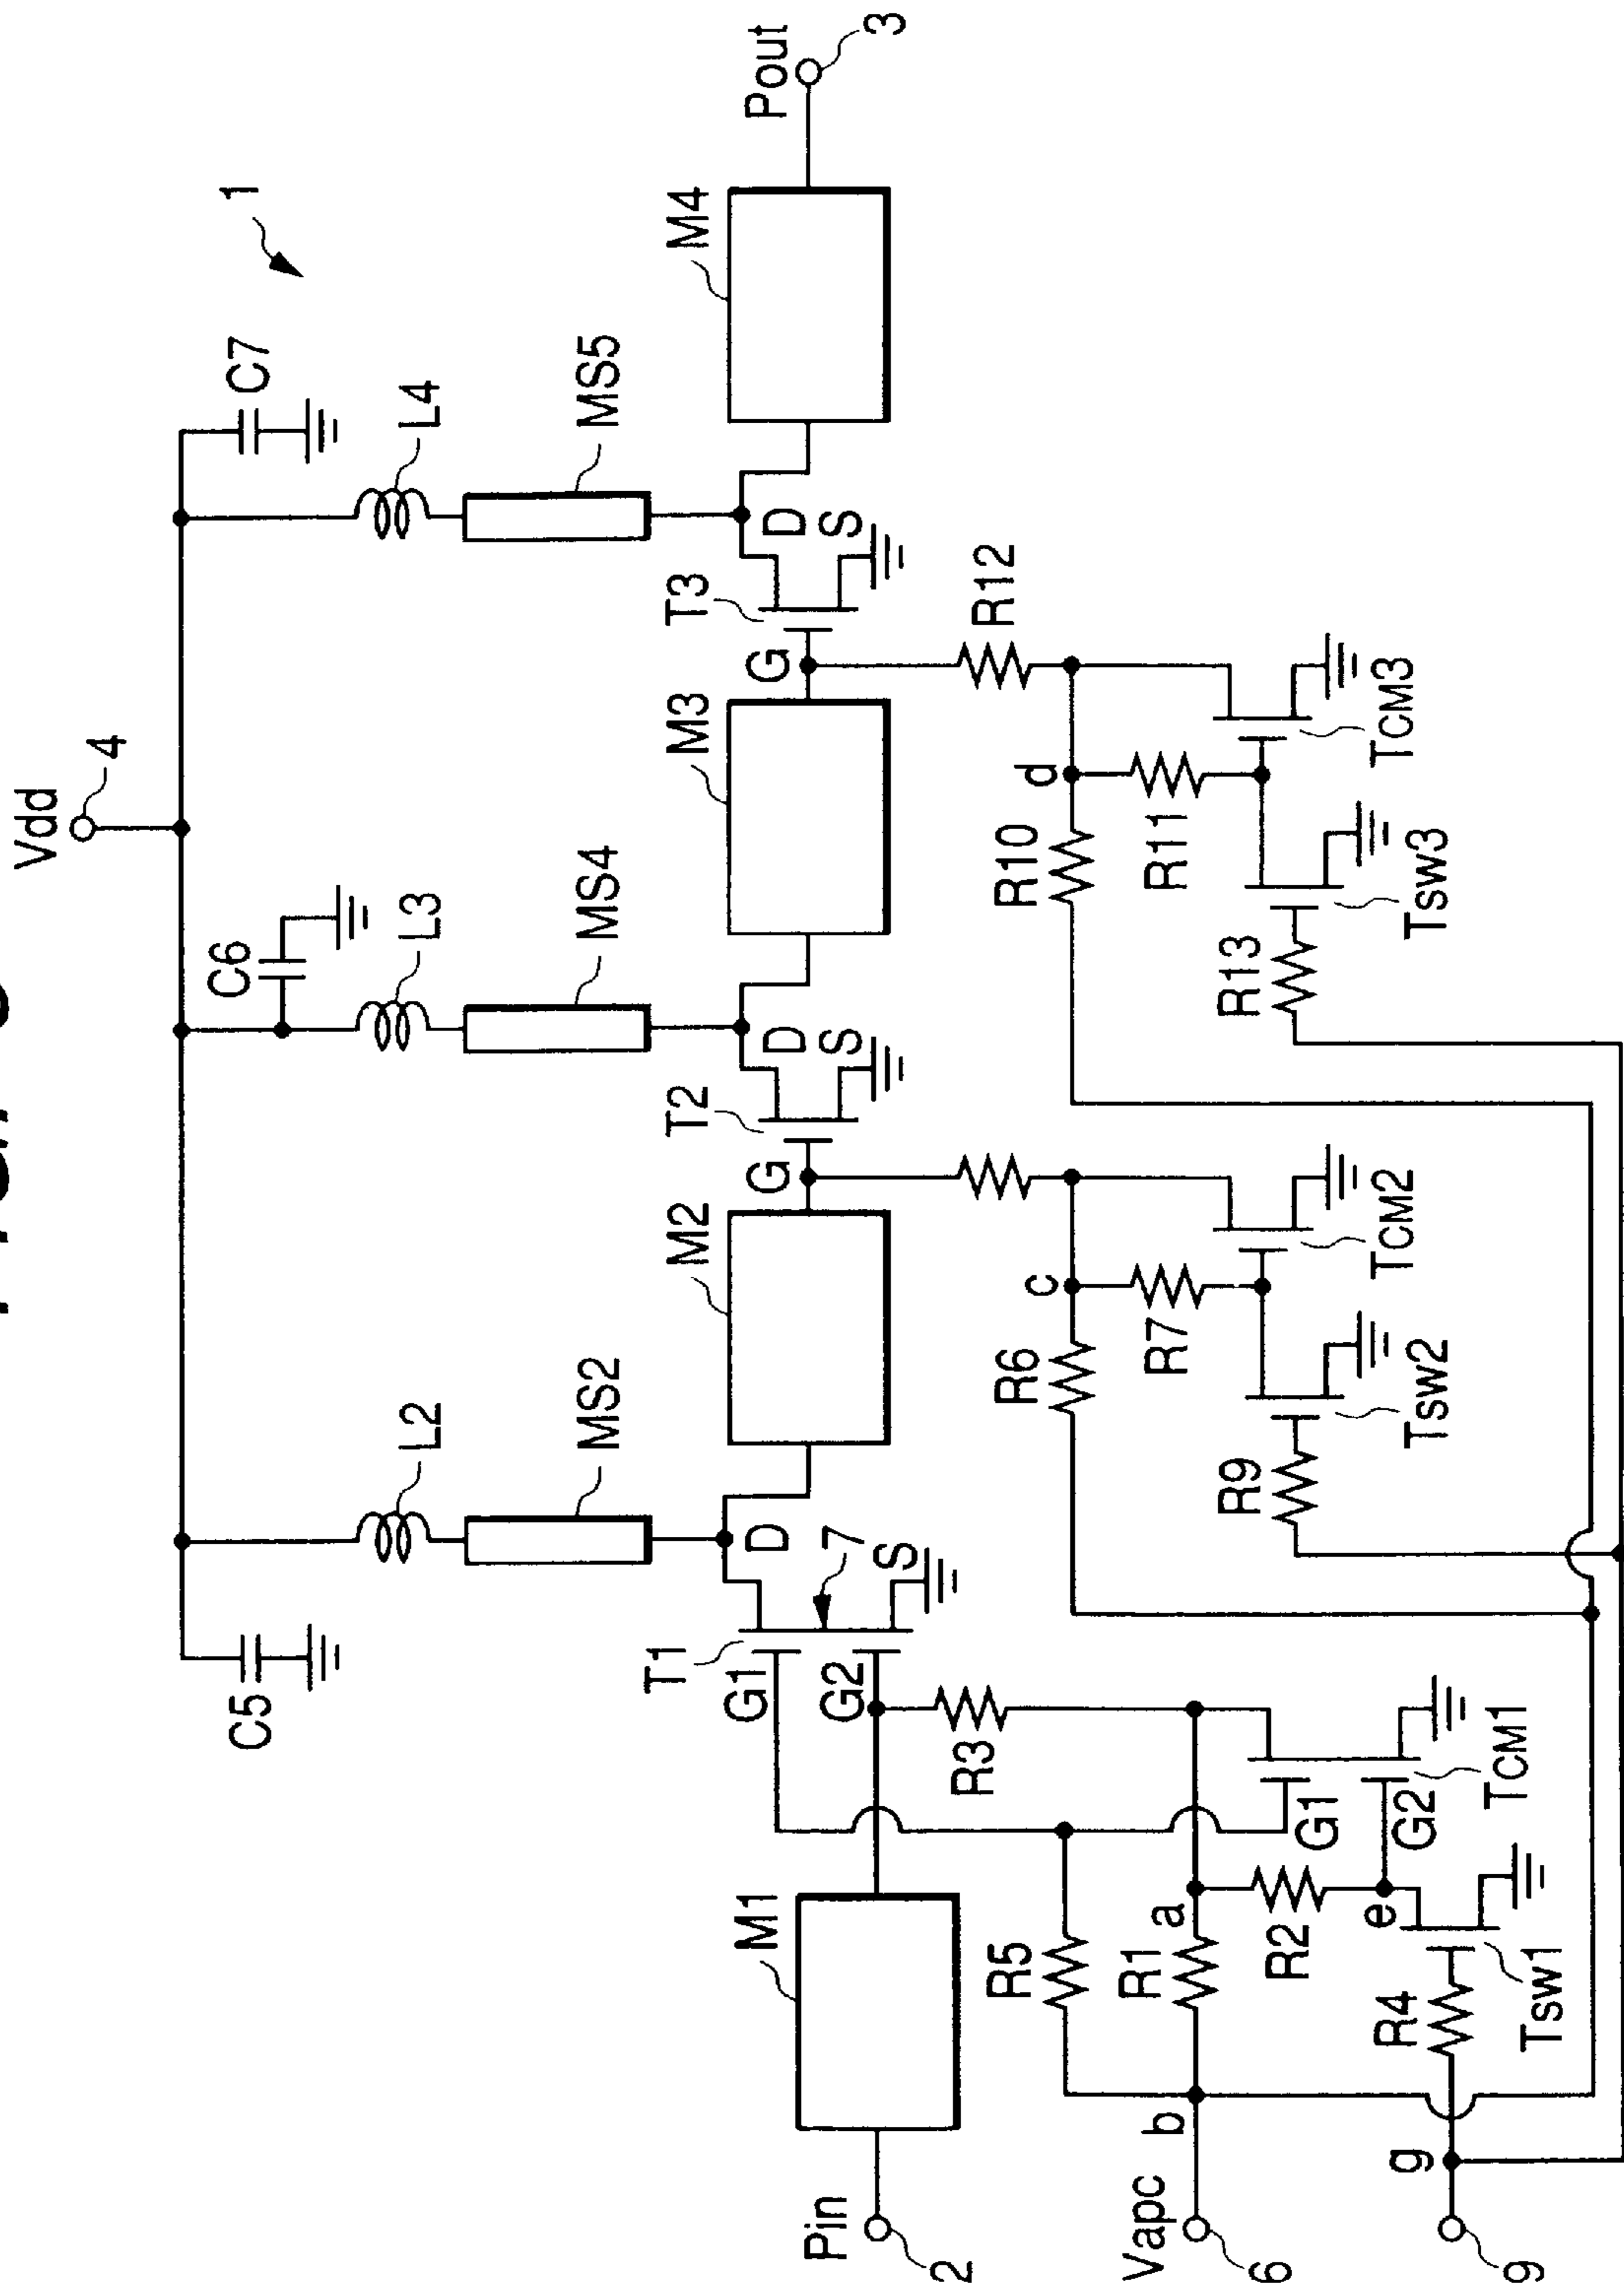 Vdd
4
1
C5
C6
C7
L2
L3
L4
MS2
MS4
MS5
Pin
2
M1
T1
G1
G2
D
7
S
M2
G
T2
D
S
M3
G
T3
D
S
M4
Pout
3
R3
R5
Vapc
6
b
R1
a
R2
e
G1
G2
TCM1
9
g
R4
Tsw1
R6
c
R7
TCM2
R9
Tsw2
R12
R10
d
R11
TCM3
R13
Tsw3